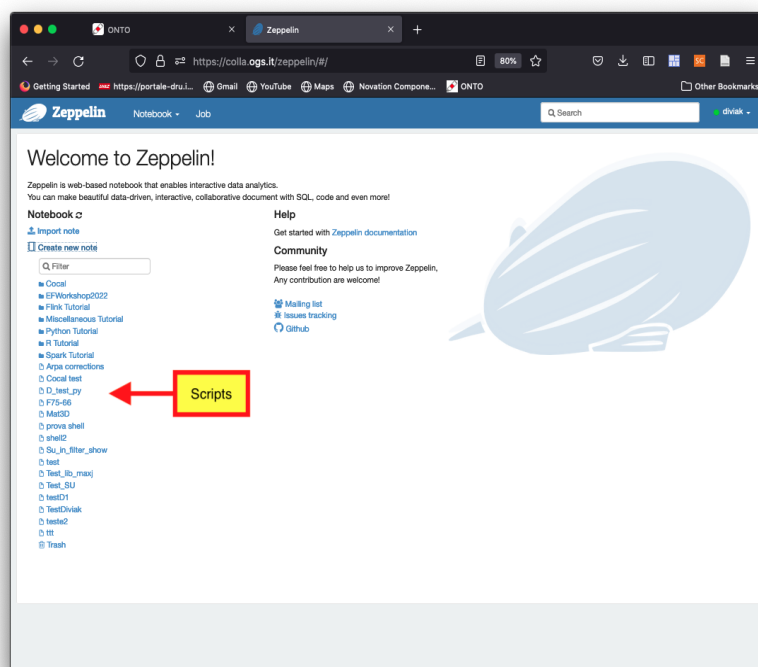 ONTO
Zeppelin
https://colla.ogs.it/zeppelin/#/
80%
Getting Started
https://portale-dru.i...
Gmail
YouTube
Maps
Novation Compone...
ONTO
Other Bookmarks
Zeppelin
Notebook
Job
Search
diviak
Welcome to Zeppelin!
Zeppelin is web-based notebook that enables interactive data analytics.
You can make beautiful data-driven, interactive, collaborative document with SQL, code and even more!
Notebook
Import note
Create new note
Filter
Cocal
EFWorkshop2022
Flink Tutorial
Miscellaneous Tutorial
Python Tutorial
R Tutorial
Spark Tutorial
Arpa corrections
Cocal test
D_test_py
F75-66
Mat3D
prova shell
shell2
Su_in_filter_show
test
Test_lib_maxj
Test_SU
testD1
TestDiviak
teste2
ttt
Trash
Help
Get started with Zeppelin documentation
Community
Please feel free to help us to improve Zeppelin,
Any contribution are welcome!
Mailing list
Issues tracking
Github
Scripts